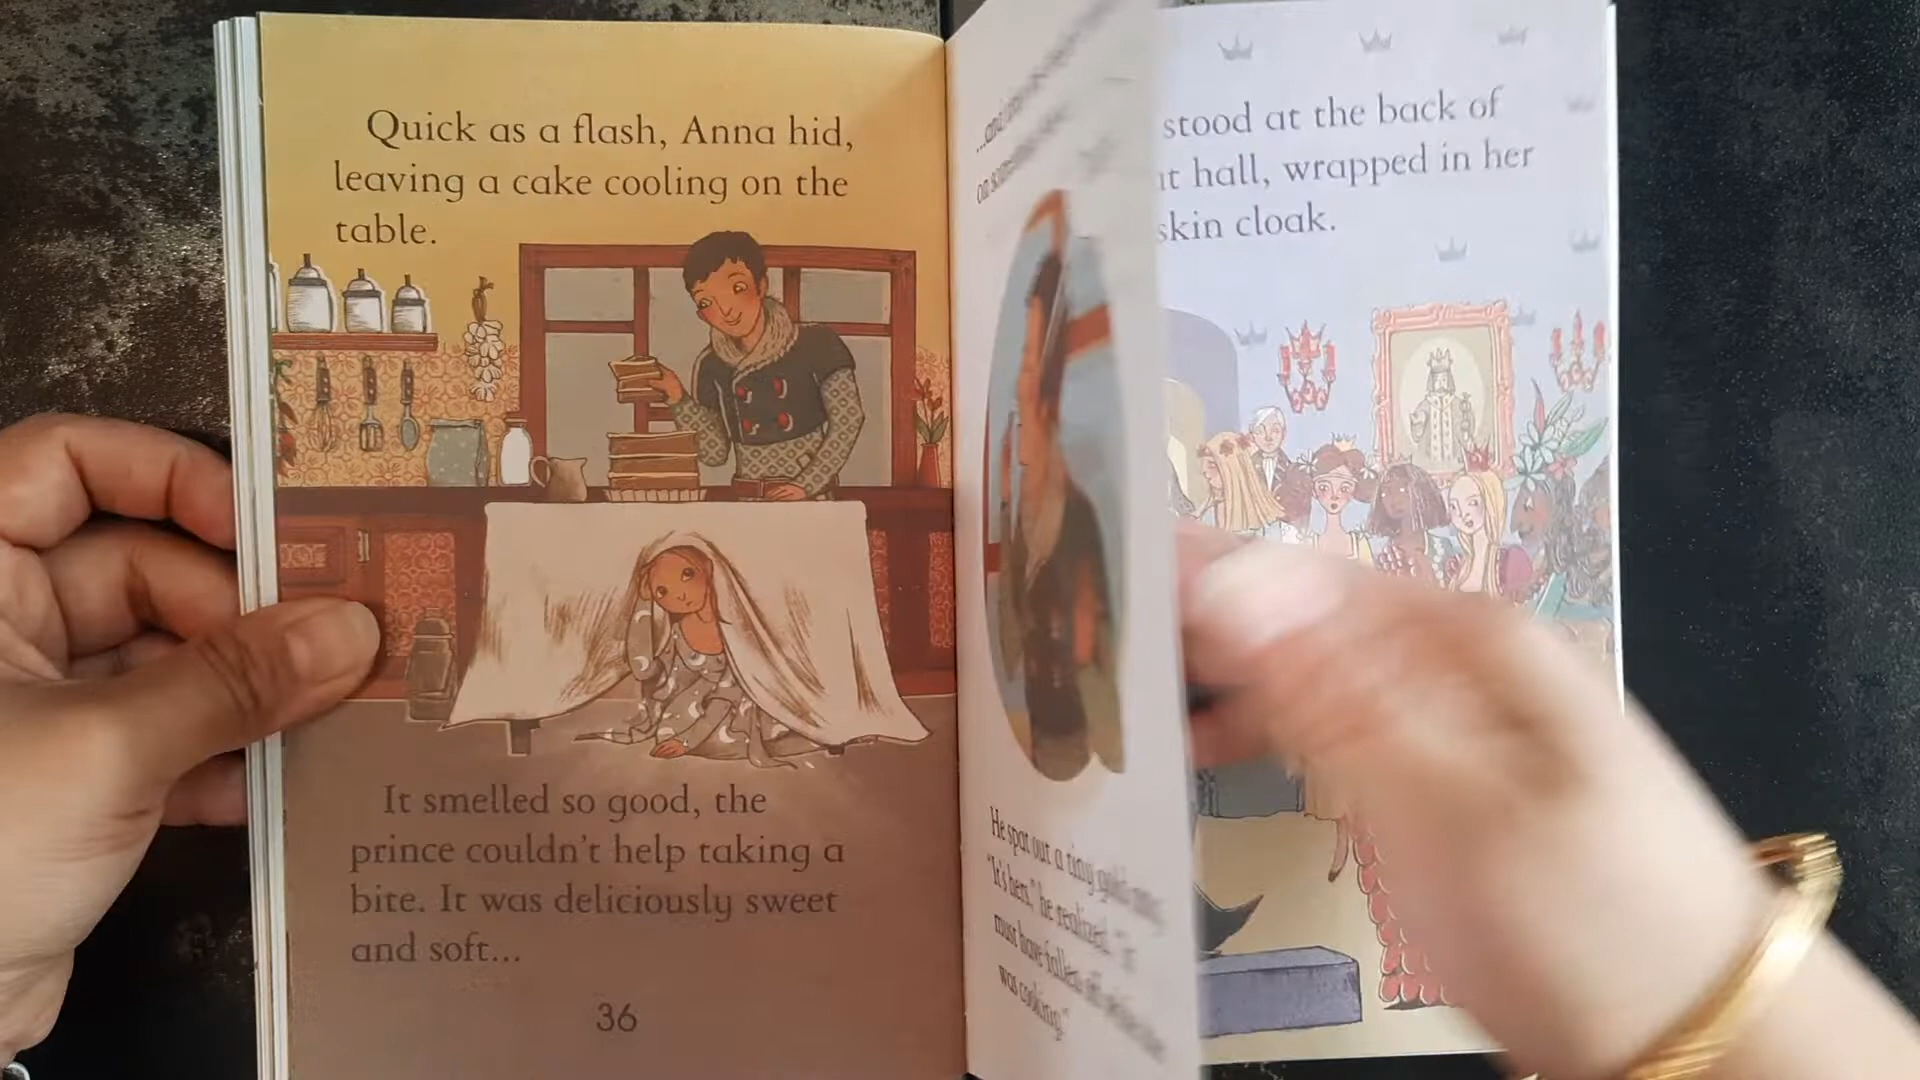 Quick as a flash, Anna hid,
leaving a cake cooling on the
table.
It smelled so good, the
prince couldn't help taking a
bite. It was deliciously sweet
and soft...
36
He spat out a tiny gold
"It's hers," he realized.
must have fallen off
was cooking."
stood at the back of
hall, wrapped in her
skin cloak.